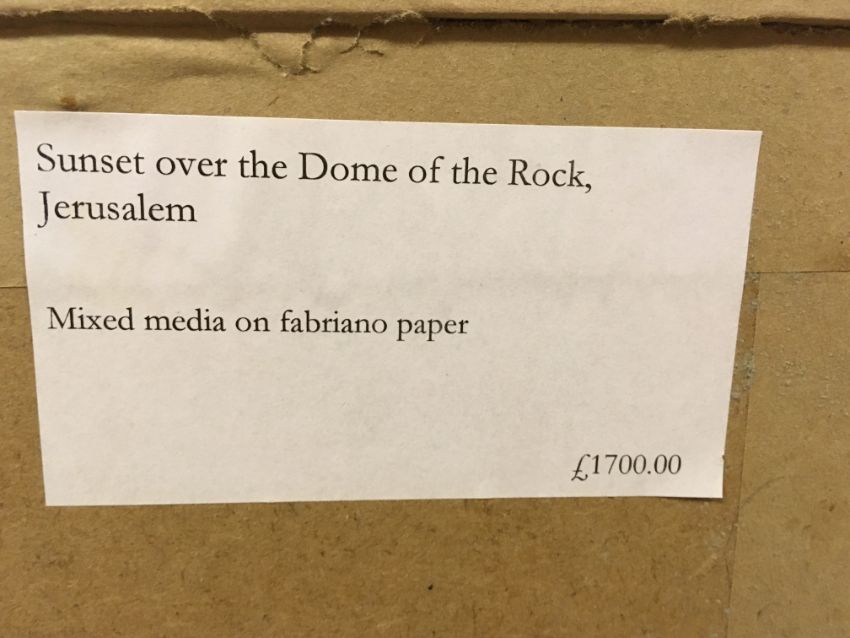 Sunset over the Dome of the Rock,
Jerusalem
Mixed media on fabriano paper
£1700.00